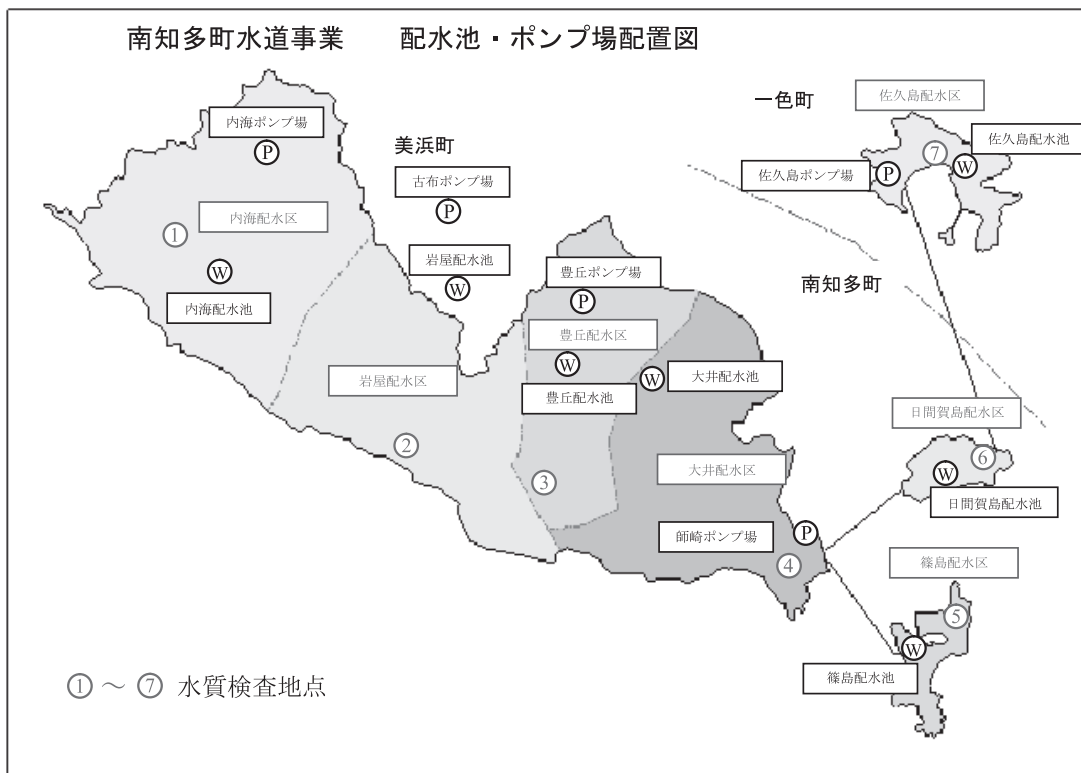 南知多町水道事業 配水池・ポンプ場配置図
一色町
佐久島配水区
内海ポンプ場
P
美浜町
佐久島配水池
⑦
W
古布ポンプ場
P
佐久島ポンプ場
P
内海配水区
①
岩屋配水池
W
豊丘ポンプ場
P
南知多町
W
内海配水池
豊丘配水区
W
豊丘配水池
W
大井配水池
岩屋配水区
日間賀島配水区
②
⑥
W
日間賀島配水池
大井配水区
③
師崎ポンプ場
P
④
篠島配水区
⑤
W
篠島配水池
①～⑦ 水質検査地点